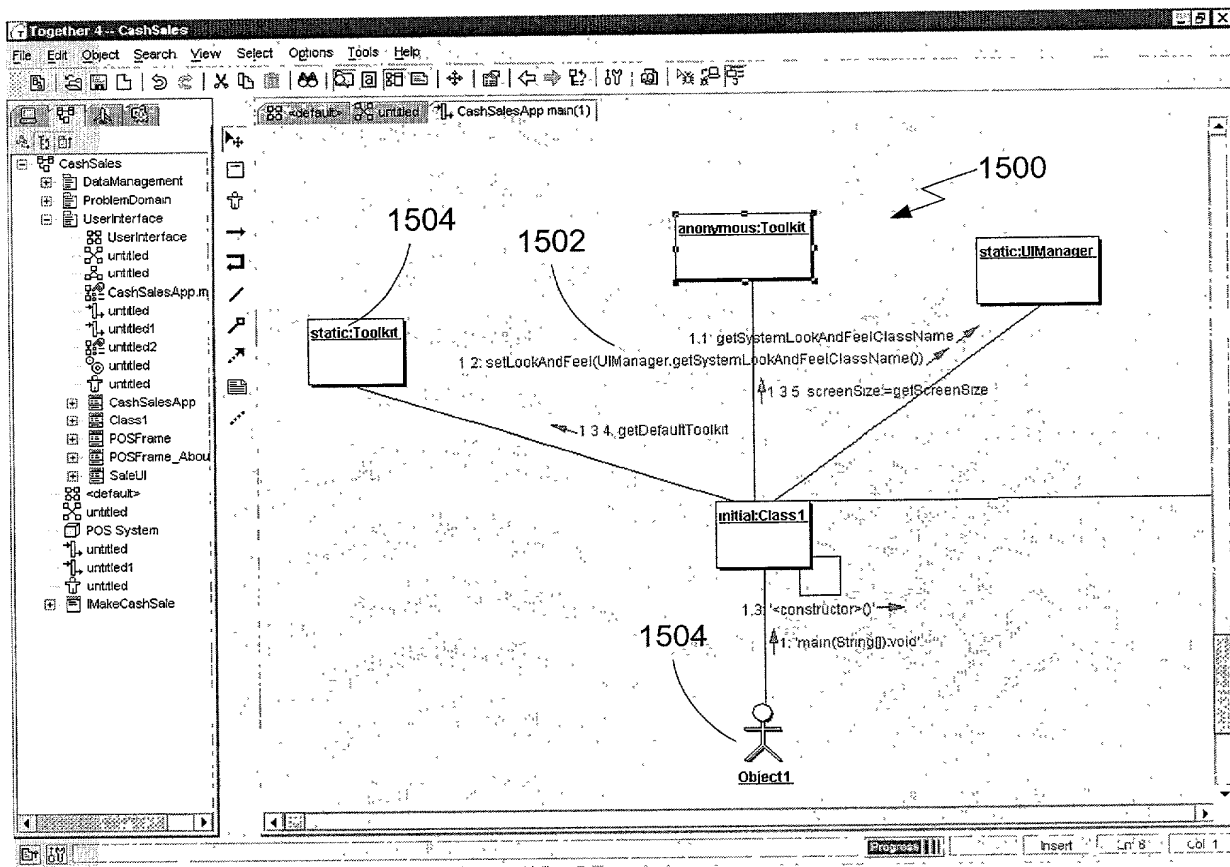 Together 4 -- CashSales
File Edit Object Search View Select Options Tools Help
<default> untitled CashSalesApp main(1)
CashSales
DataManagement
ProblemDomain
UserInterface
UserInterface
untitled
untitled
CashSalesApp.m
untitled
untitled1
untitled2
untitled
untitled
CashSalesApp
Class1
POSFrame
POSFrame_Abou
SaleUI
<default>
untitled
POS System
untitled
untitled1
untitled
IMakeCashSale
1500
1504
1502
anonymous:Toolkit
static:UIManager
static:Toolkit
1.1: getSystemLookAndFeelClassName
1 2: setLookAndFeel(UIManager.getSystemLookAndFeelClassName())
1 3 5 screenSize:=getScreenSize
1 3 4. getDefaultToolkit
initial:Class1
1.3: '<constructor>()'
1504
1: 'main(String[]):void'
Object1
Progress Insert Ln 8 Col 1